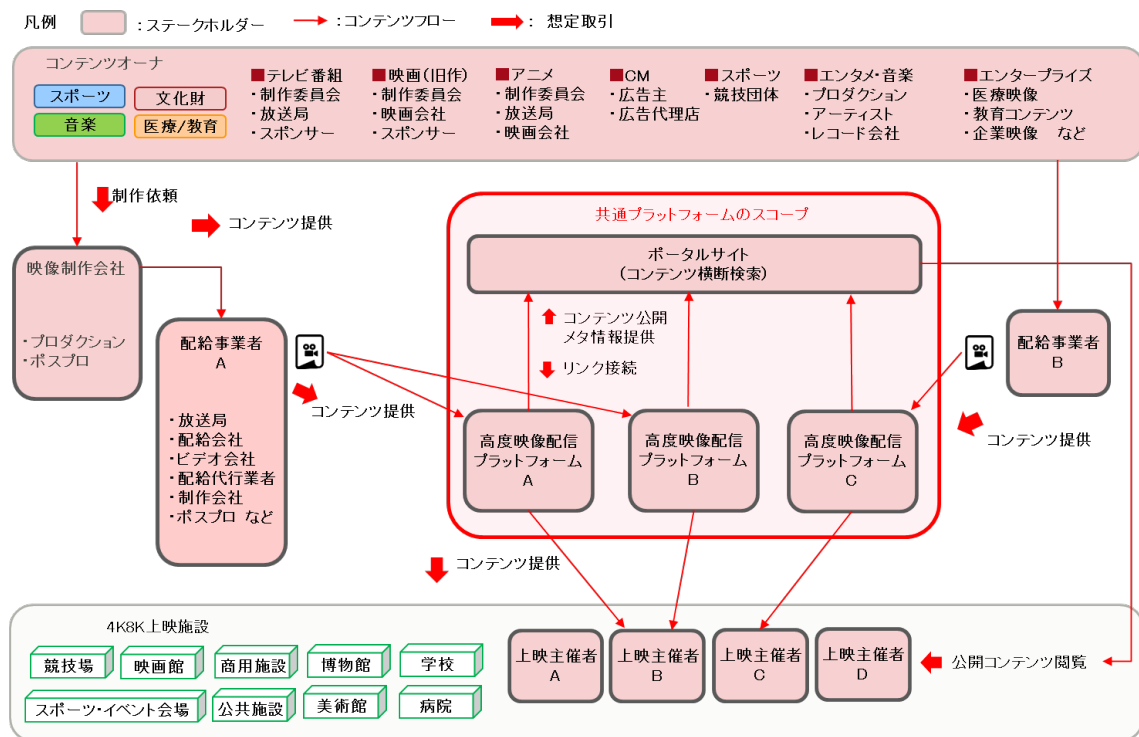 凡例
：ステークホルダー
：コンテンツフロー
： 想定取引
コンテンツオーナ
スポーツ
文化財
音楽
医療/教育
■テレビ番組
・制作委員会
・放送局
・スポンサー
■映画(旧作)
・制作委員会
・映画会社
・スポンサー
■アニメ
・制作委員会
・放送局
・映画会社
■CM
・広告主
・広告代理店
■スポーツ
・競技団体
■エンタメ・音楽
・プロダクション
・アーティスト
・レコード会社
■エンタープライズ
・医療映像
・教育コンテンツ
・企業映像 など
制作依頼
コンテンツ提供
映像制作会社
・プロダクション
・ポスプロ
配給事業者
A
・放送局
・配給会社
・ビデオ会社
・配給代行業者
・制作会社
・ポスプロ など
コンテンツ提供
共通プラットフォームのスコープ
ポータルサイト
(コンテンツ横断検索)
コンテンツ公開
メタ情報提供
リンク接続
高度映像配信
プラットフォーム
A
高度映像配信
プラットフォーム
B
高度映像配信
プラットフォーム
C
配給事業者
B
コンテンツ提供
コンテンツ提供
4K8K上映施設
競技場
映画館
商用施設
博物館
学校
スポーツ・イベント会場
公共施設
美術館
病院
上映主催者
A
上映主催者
B
上映主催者
C
上映主催者
D
公開コンテンツ閲覧